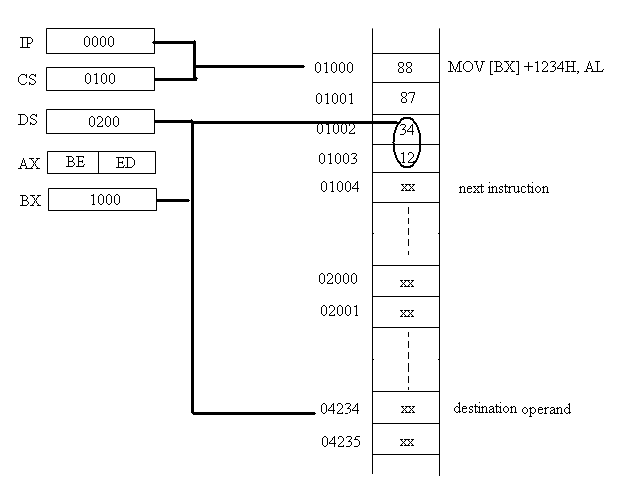 IP 0000
CS 0100
DS 0200
AX BE ED
BX 1000
01000 88 MOV [BX] +1234H, AL
01001 87
01002 34
01003 12
01004 xx next instruction
02000 xx
02001 xx
04234 xx destination operand
04235 xx